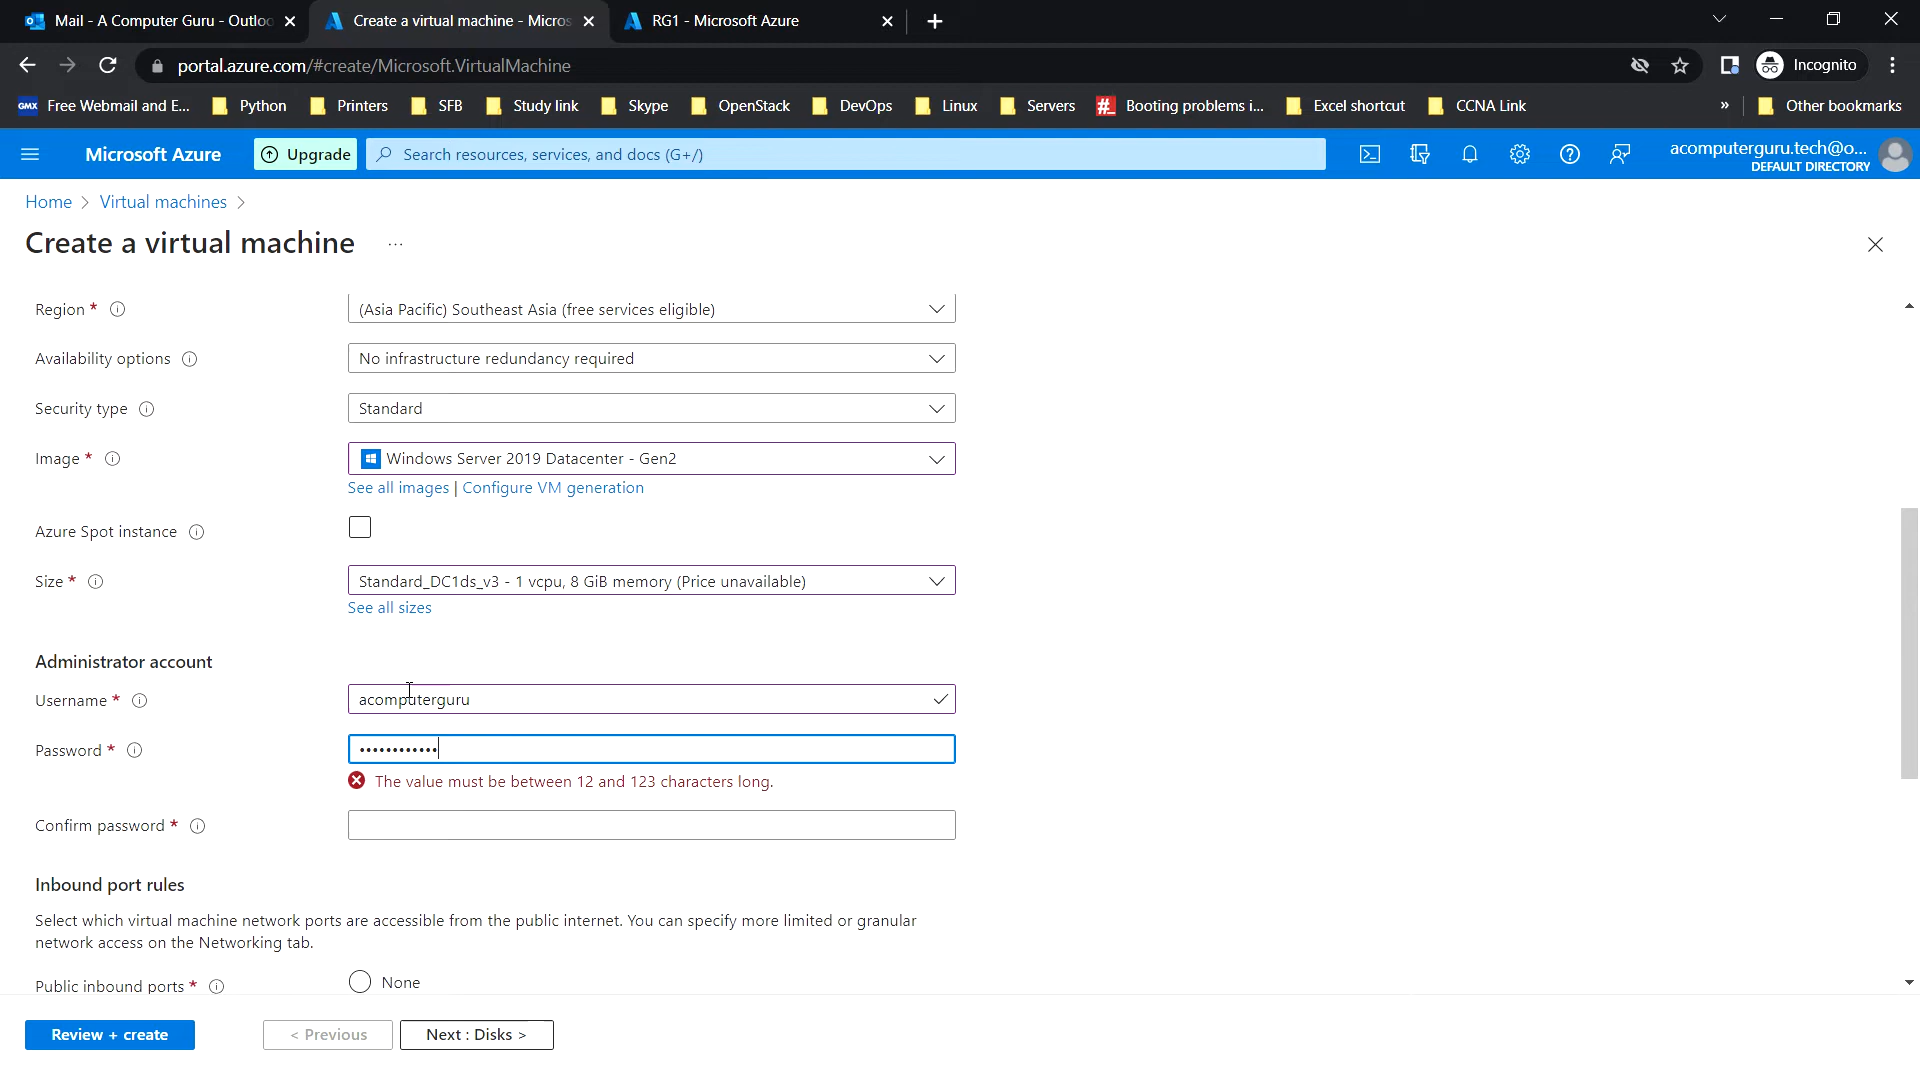 Mail - A Computer Guru - Outloo
Create a virtual machine - Micros
RG1 - Microsoft Azure
portal.azure.com/#create/Microsoft.VirtualMachine
Incognito
GMX Free Webmail and E...
Python
Printers
SFB
Study link
Skype
OpenStack
DevOps
Linux
Servers
Booting problems i...
Excel shortcut
CCNA Link
»
Other bookmarks
Microsoft Azure
Upgrade
Search resources, services, and docs (G+/)
acomputerguru.tech@o...
DEFAULT DIRECTORY
Home > Virtual machines >
Create a virtual machine ...
Region *
(Asia Pacific) Southeast Asia (free services eligible)
Availability options
No infrastructure redundancy required
Security type
Standard
Image *
Windows Server 2019 Datacenter - Gen2
See all images | Configure VM generation
Azure Spot instance
Size *
Standard_DC1ds_v3 - 1 vcpu, 8 GiB memory (Price unavailable)
See all sizes
Administrator account
Username *
acomputerguru
Password *
••••••••••••
The value must be between 12 and 123 characters long.
Confirm password *
Inbound port rules
Select which virtual machine network ports are accessible from the public internet. You can specify more limited or granular
network access on the Networking tab.
Public inbound ports *
None
Review + create
< Previous
Next : Disks >